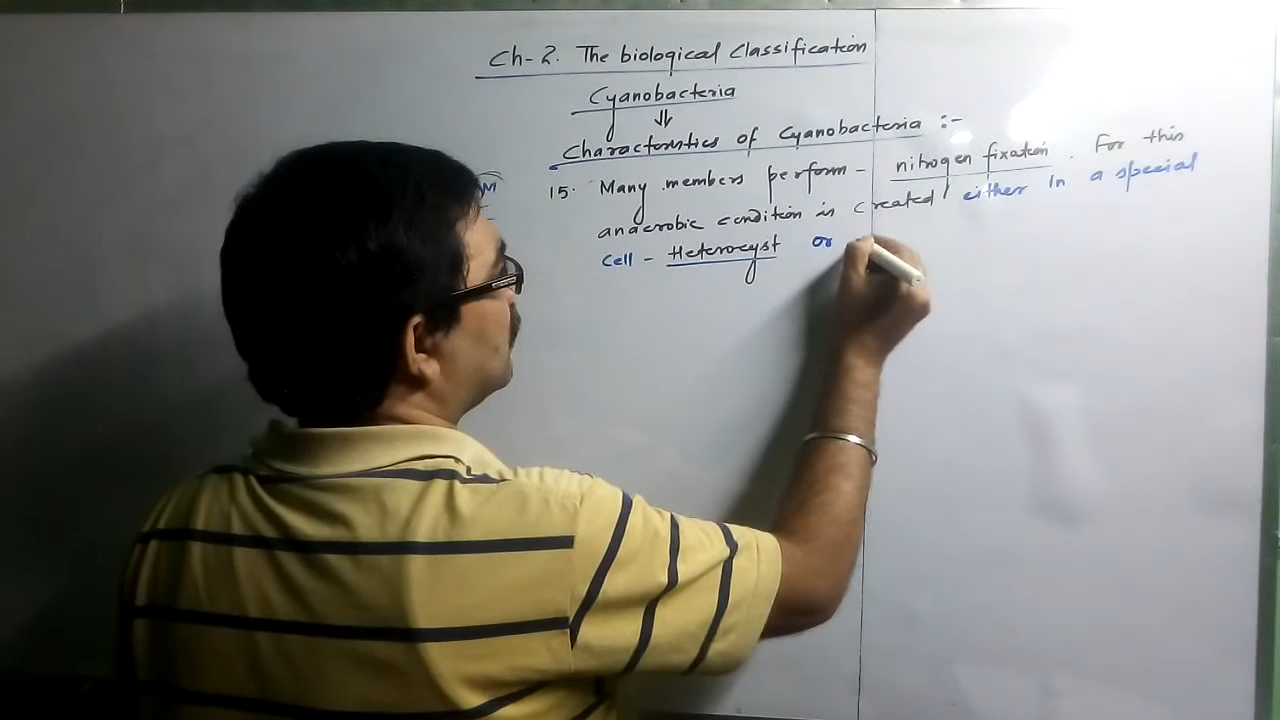 Ch-2. The biological Classification
Cyanobacteria
⇓
Characteristics of Cyanobacteria :-
15. Many members perform - nitrogen fixation. For this
anaerobic condition is created either in a special
Cell - Heterocyst or